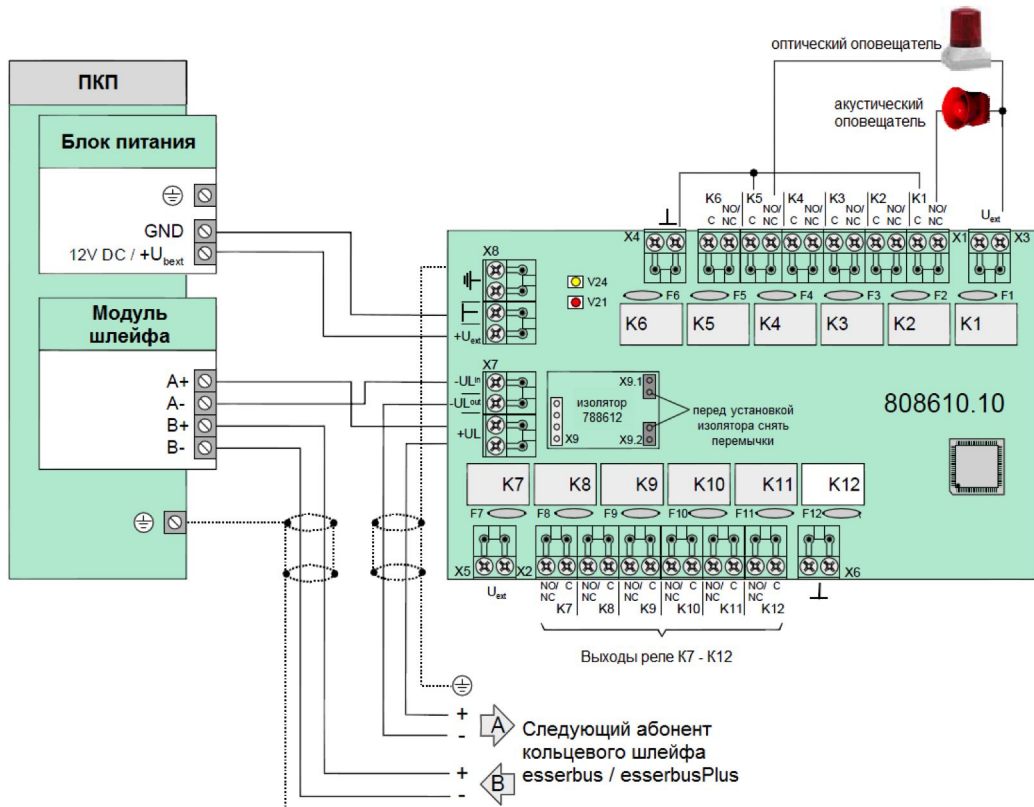 оптический оповещатель
акустический
оповещатель
ПКП
Блок питания
GND
12V DC / +Ubext
Модуль
шлейфа
A+
A-
B+
B-
X8
+Uext
V24
V21
X4
K6 K5 K4 K3 K2 K1
C NO/NC C NO/NC C NO/NC C NO/NC C NO/NC C NO/NC
X1
Uext
X3
F6 F5 F4 F3 F2 F1
K6 K5 K4 K3 K2 K1
X7
-ULin
-ULout
+UL
X9.1
изолятор
788612
X9
X9.2
перед установкой
изолятора снять
перемычки
808610.10
K7 K8 K9 K10 K11 K12
F7 F8 F9 F10 F11 F12
X5
Uext
X2
NO/NC C NO/NC C NO/NC C NO/NC C NO/NC C NO/NC C
K7 K8 K9 K10 K11 K12
X6
Выходы реле K7 - K12
+
-
A
Следующий абонент
кольцевого шлейфа
esserbus / esserbusPlus
+
-
B